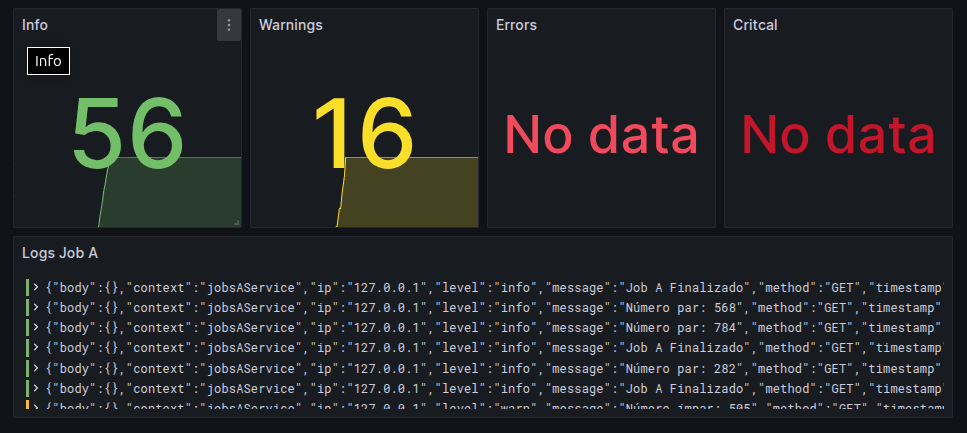 Info
Warnings
Errors
Critcal
Info
56
16
No data
No data
Logs Job A
{"body":{},"context":"jobsAService","ip":"127.0.0.1","level":"info","message":"Job A Finalizado","method":"GET","timestamp"
{"body":{},"context":"jobsAService","ip":"127.0.0.1","level":"info","message":"Número par: 568","method":"GET","timestamp"
{"body":{},"context":"jobsAService","ip":"127.0.0.1","level":"info","message":"Número par: 784","method":"GET","timestamp"
{"body":{},"context":"jobsAService","ip":"127.0.0.1","level":"info","message":"Job A Finalizado","method":"GET","timestamp"
{"body":{},"context":"jobsAService","ip":"127.0.0.1","level":"info","message":"Número par: 282","method":"GET","timestamp"
{"body":{},"context":"jobsAService","ip":"127.0.0.1","level":"info","message":"Job A Finalizado","method":"GET","timestamp"
{"body":{},"context":"jobsAService","ip":"127.0.0.1","level":"warn","message":"Número ímpar: 505","method":"GET","timestamp